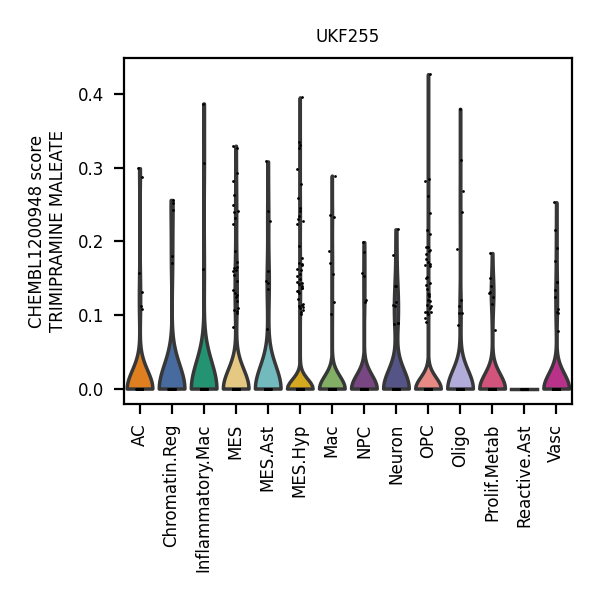 UKF255
CHEMBL1200948 score
TRIMIPRAMINE MALEATE
0.4
0.3
0.2
0.1
0.0
AC
Chromatin.Reg
Inflammatory.Mac
MES
MES.Ast
MES.Hyp
Mac
NPC
Neuron
OPC
Oligo
Prolif.Metab
Reactive.Ast
Vasc